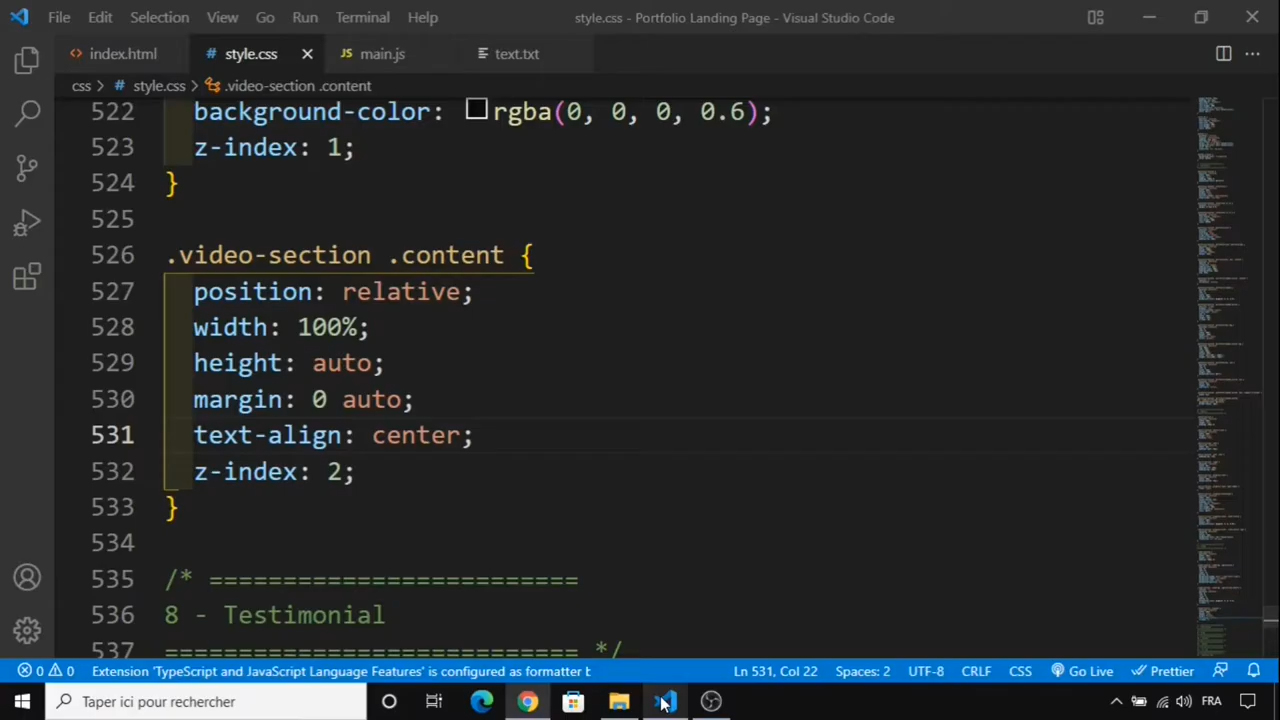 File Edit Selection View Go Run Terminal Help style.css - Portfolio Landing Page - Visual Studio Code
index.html # style.css JS main.js text.txt
css > # style.css > .video-section .content
522 background-color: rgba(0, 0, 0, 0.6);
523 z-index: 1;
524 }
525
526 .video-section .content {
527 position: relative;
528 width: 100%;
529 height: auto;
530 margin: 0 auto;
531 text-align: center;
532 z-index: 2;
533 }
534
535 /* =========================
536 8 - Testimonial
537 ========================= */
0 0 Extension 'TypeScript and JavaScript Language Features' is configured as formatter b Ln 531, Col 22 Spaces: 2 UTF-8 CRLF CSS Go Live Prettier
Taper ici pour rechercher FRA